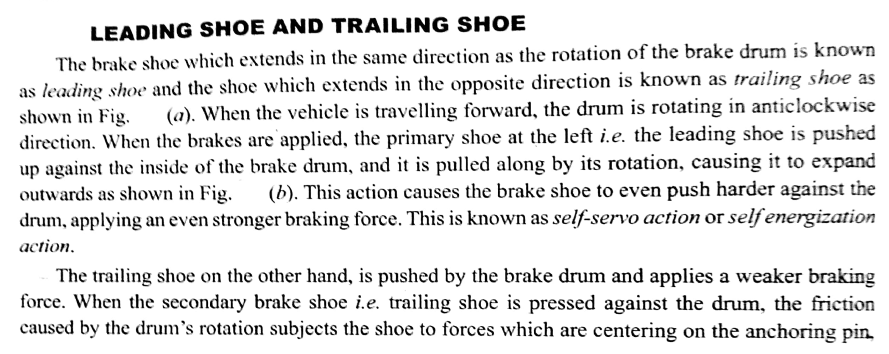 LEADING SHOE AND TRAILING SHOE
The brake shoe which extends in the same direction as the rotation of the brake drum is known
as leading shoe and the shoe which extends in the opposite direction is known as trailing shoe as
shown in Fig. (a). When the vehicle is travelling forward, the drum is rotating in anticlockwise
direction. When the brakes are applied, the primary shoe at the left i.e. the leading shoe is pushed
up against the inside of the brake drum, and it is pulled along by its rotation, causing it to expand
outwards as shown in Fig. (b). This action causes the brake shoe to even push harder against the
drum, applying an even stronger braking force. This is known as self-servo action or self energization
action.
The trailing shoe on the other hand, is pushed by the brake drum and applies a weaker braking
force. When the secondary brake shoe i.e. trailing shoe is pressed against the drum, the friction
caused by the drum's rotation subjects the shoe to forces which are centering on the anchoring pin,